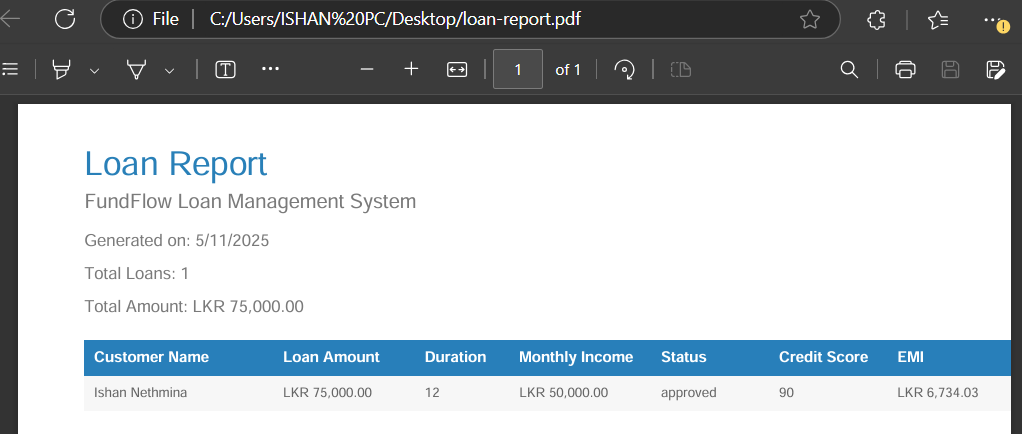 File C:/Users/ISHAN%20PC/Desktop/loan-report.pdf
1 of 1
Loan Report
FundFlow Loan Management System
Generated on: 5/11/2025
Total Loans: 1
Total Amount: LKR 75,000.00
Customer Name Loan Amount Duration Monthly Income Status Credit Score EMI
Ishan Nethmina LKR 75,000.00 12 LKR 50,000.00 approved 90 LKR 6,734.03